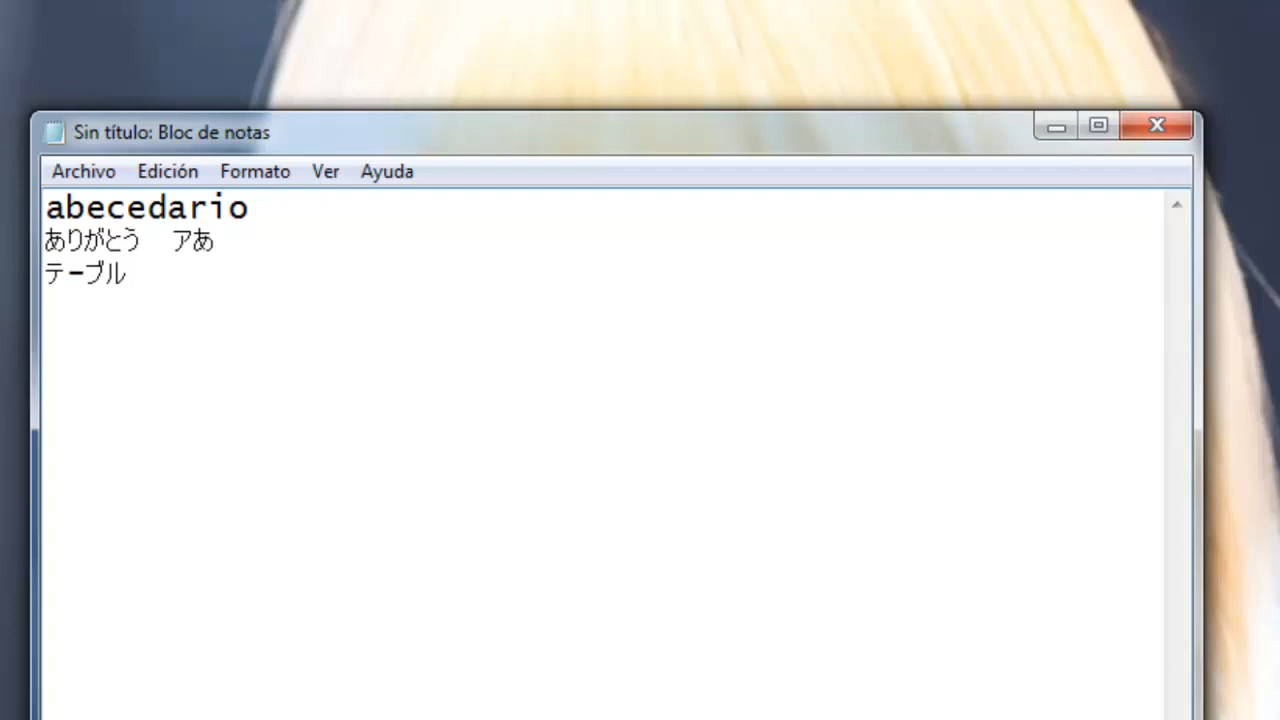 Sin título: Bloc de notas
Archivo Edición Formato Ver Ayuda
abecedario
ありがとう　アあ
テーブル